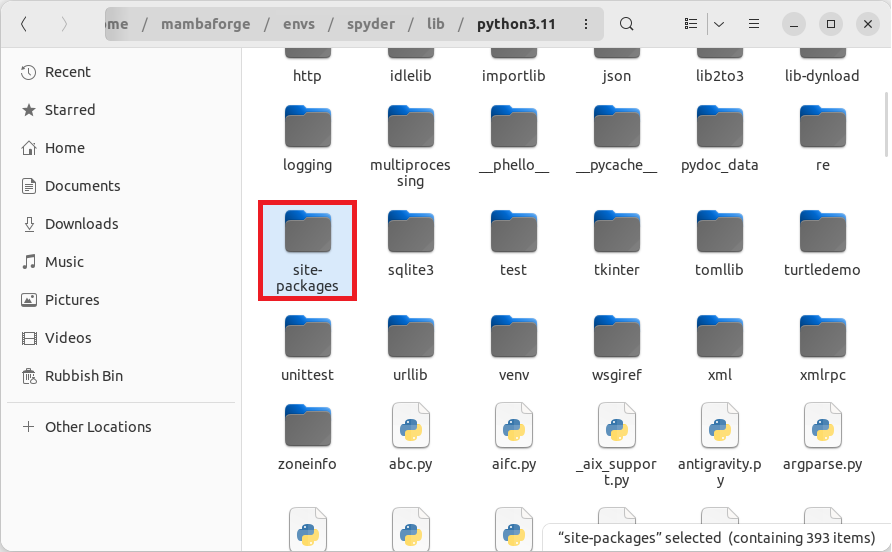 ome / mambaforge / envs / spyder / lib / python3.11
Recent
Starred
Home
Documents
Downloads
Music
Pictures
Videos
Rubbish Bin
Other Locations
http idlelib importlib json lib2to3 lib-dynload
logging multiproces __phello__ __pycache__ pydoc_data re
sing
site- sqlite3 test tkinter tomllib turtledemo
packages
unittest urllib venv wsgiref xml xmlrpc
zoneinfo abc.py aifc.py _aix_suppor antigravity.p argparse.py
t.py y
“site-packages” selected (containing 393 items)